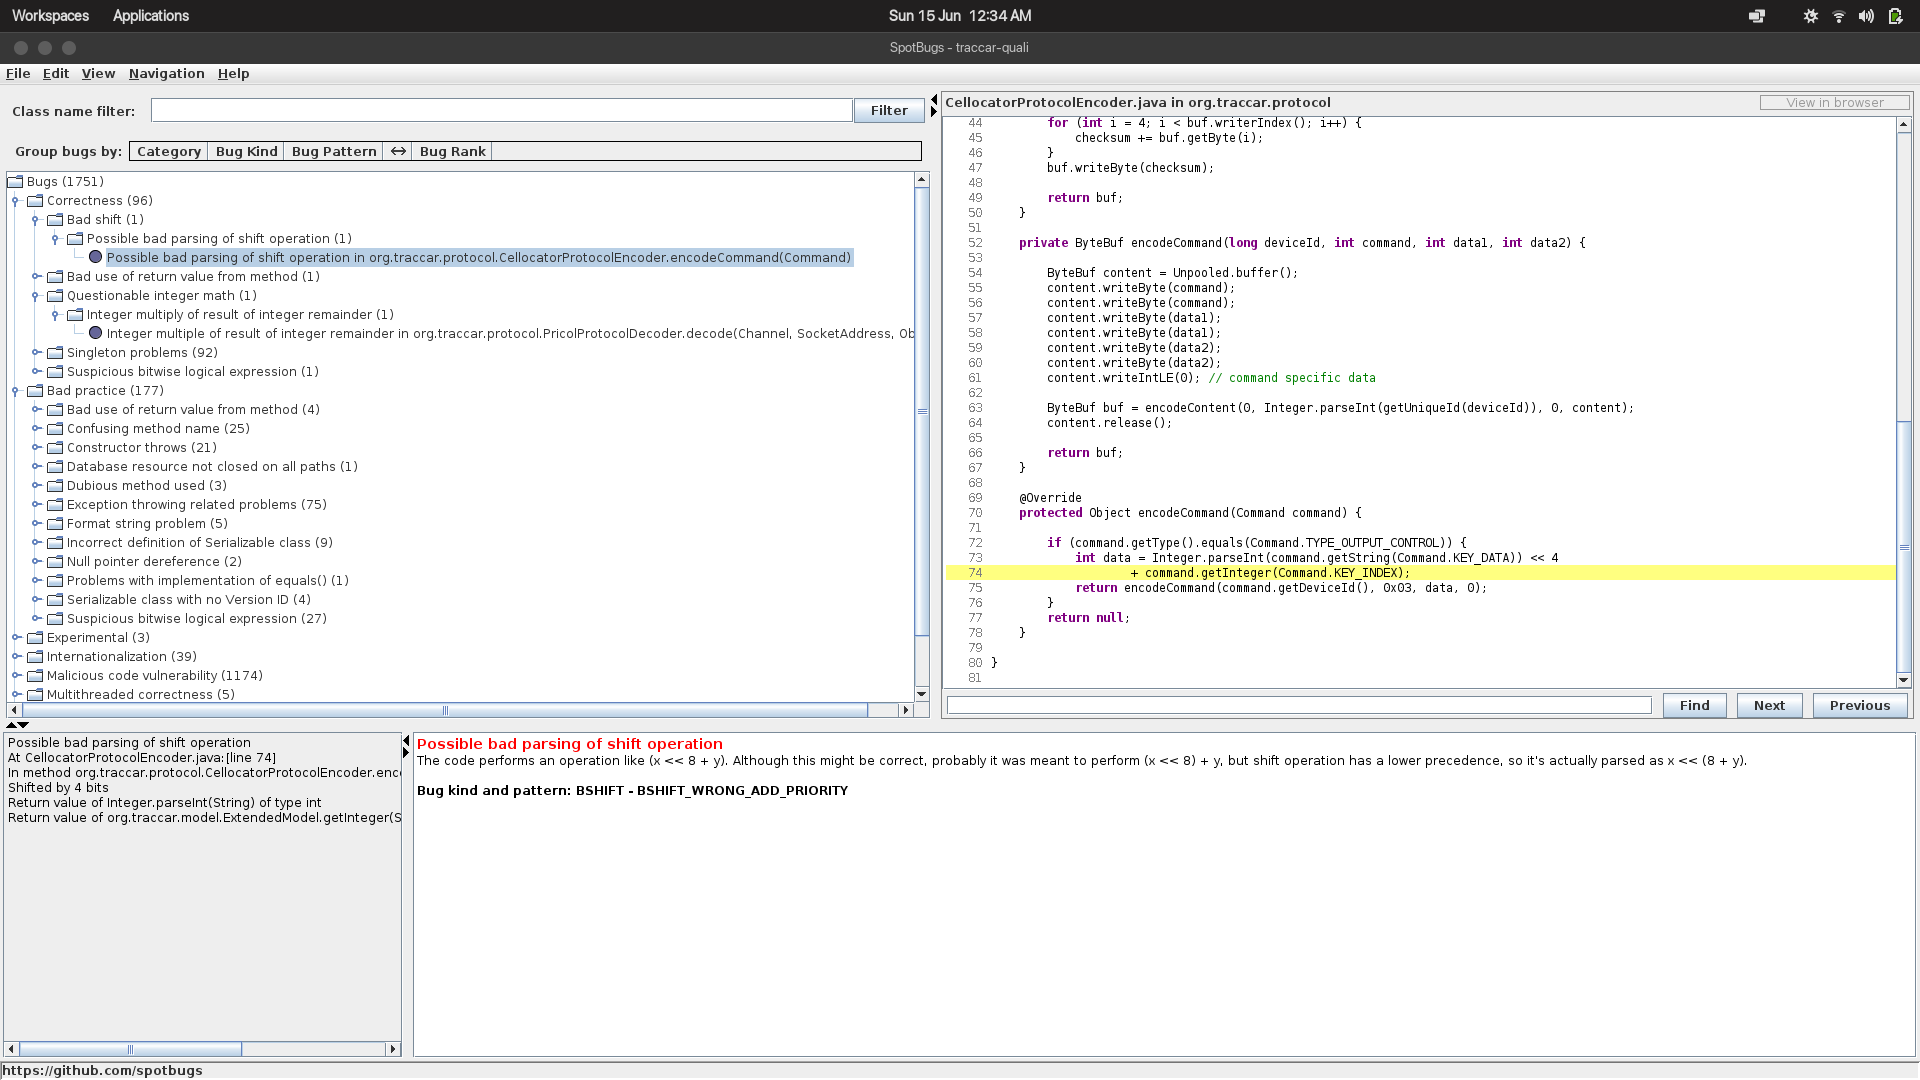 Workspaces Applications Sun 15 Jun 12:34 AM
SpotBugs - traccar-quali
File Edit View Navigation Help
Class name filter: Filter
Group bugs by: Category Bug Kind Bug Pattern ↔ Bug Rank
Bugs (1751)
Correctness (96)
Bad shift (1)
Possible bad parsing of shift operation (1)
Possible bad parsing of shift operation in org.traccar.protocol.CellocatorProtocolEncoder.encodeCommand(Command)
Bad use of return value from method (1)
Questionable integer math (1)
Integer multiply of result of integer remainder (1)
Integer multiple of result of integer remainder in org.traccar.protocol.PricolProtocolDecoder.decode(Channel, SocketAddress, Ob
Singleton problems (92)
Suspicious bitwise logical expression (1)
Bad practice (177)
Bad use of return value from method (4)
Confusing method name (25)
Constructor throws (21)
Database resource not closed on all paths (1)
Dubious method used (3)
Exception throwing related problems (75)
Format string problem (5)
Incorrect definition of Serializable class (9)
Null pointer dereference (2)
Problems with implementation of equals() (1)
Serializable class with no Version ID (4)
Suspicious bitwise logical expression (27)
Experimental (3)
Internationalization (39)
Malicious code vulnerability (1174)
Multithreaded correctness (5)
CellocatorProtocolEncoder.java in org.traccar.protocol View in browser
44 for (int i = 4; i < buf.writerIndex(); i++) {
45 checksum += buf.getByte(i);
46 }
47 buf.writeByte(checksum);
48
49 return buf;
50 }
51
52 private ByteBuf encodeCommand(long deviceId, int command, int data1, int data2) {
53
54 ByteBuf content = Unpooled.buffer();
55 content.writeByte(command);
56 content.writeByte(command);
57 content.writeByte(data1);
58 content.writeByte(data1);
59 content.writeByte(data2);
60 content.writeByte(data2);
61 content.writeIntLE(0); // command specific data
62
63 ByteBuf buf = encodeContent(0, Integer.parseInt(getUniqueId(deviceId)), 0, content);
64 content.release();
65
66 return buf;
67 }
68
69 @Override
70 protected Object encodeCommand(Command command) {
71
72 if (command.getType().equals(Command.TYPE_OUTPUT_CONTROL)) {
73 int data = Integer.parseInt(command.getString(Command.KEY_DATA)) << 4
74 + command.getInteger(Command.KEY_INDEX);
75 return encodeCommand(command.getDeviceId(), 0x03, data, 0);
76 }
77 return null;
78 }
79
80 }
81
Find Next Previous
Possible bad parsing of shift operation
At CellocatorProtocolEncoder.java:[line 74]
In method org.traccar.protocol.CellocatorProtocolEncoder.enc
Shifted by 4 bits
Return value of Integer.parseInt(String) of type int
Return value of org.traccar.model.ExtendedModel.getInteger(S
Possible bad parsing of shift operation
The code performs an operation like (x << 8 + y). Although this might be correct, probably it was meant to perform (x << 8) + y, but shift operation has a lower precedence, so it's actually parsed as x << (8 + y).
Bug kind and pattern: BSHIFT - BSHIFT_WRONG_ADD_PRIORITY
https://github.com/spotbugs